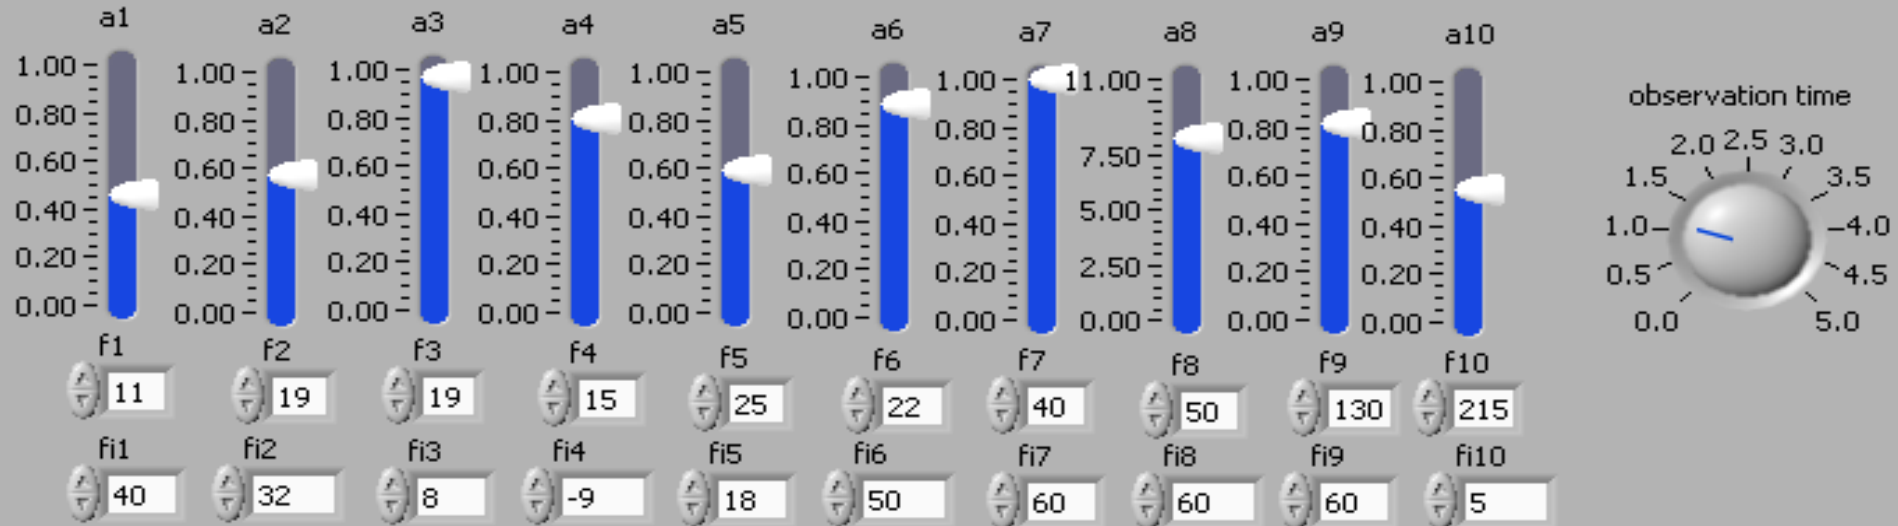 a1 a2 a3 a4 a5 a6 a7 a8 a9 a10
1.00 1.00 1.00 1.00 1.00 1.00 1.00 11.00 1.00 1.00
observation time
0.80 0.80 0.80 0.80 0.80 0.80 0.80 7.50 0.80 0.80
0.60 0.60 0.60 0.60 0.60 0.60 0.60 5.00 0.60 0.60
0.40 0.40 0.40 0.40 0.40 0.40 0.40 2.50 0.40 0.40
0.20 0.20 0.20 0.20 0.20 0.20 0.20 0.20 0.20
0.00 0.00 0.00 0.00 0.00 0.00 0.00 0.00 0.00 0.00
0.0 0.5 1.0 1.5 2.0 2.5 3.0 3.5 4.0 4.5 5.0
f1 f2 f3 f4 f5 f6 f7 f8 f9 f10
11 19 19 15 25 22 40 50 130 215
fi1 fi2 fi3 fi4 fi5 fi6 fi7 fi8 fi9 fi10
40 32 8 -9 18 50 60 60 60 5